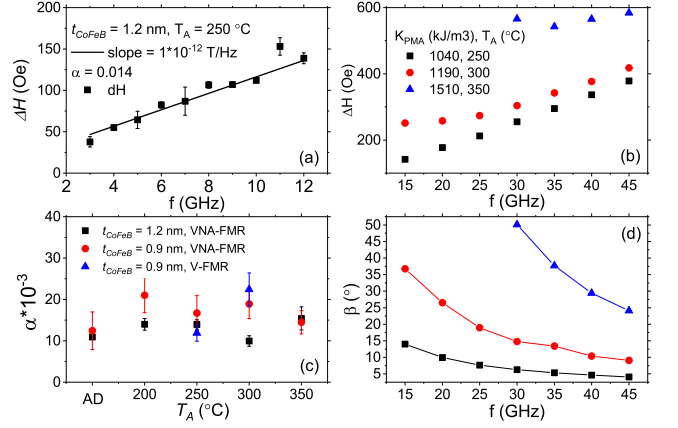 t_CoFeB = 1.2 nm, T_A = 250 °C
slope = 1*10^-12 T/Hz
α = 0.014
dH
ΔH (Oe)
200
150
100
50
0
2 4 6 8 10 12
f (GHz)
(a)
K_PMA (kJ/m3), T_A (°C)
1040, 250
1190, 300
1510, 350
ΔH (Oe)
600
400
200
15 20 25 30 35 40 45
f (GHz)
(b)
t_CoFeB = 1.2 nm, VNA-FMR
t_CoFeB = 0.9 nm, VNA-FMR
t_CoFeB = 0.9 nm, V-FMR
α*10^-3
40
30
20
10
0
AD 200 250 300 350
T_A (°C)
(c)
β (°)
50
45
40
35
30
25
20
15
10
5
15 20 25 30 35 40 45
f (GHz)
(d)